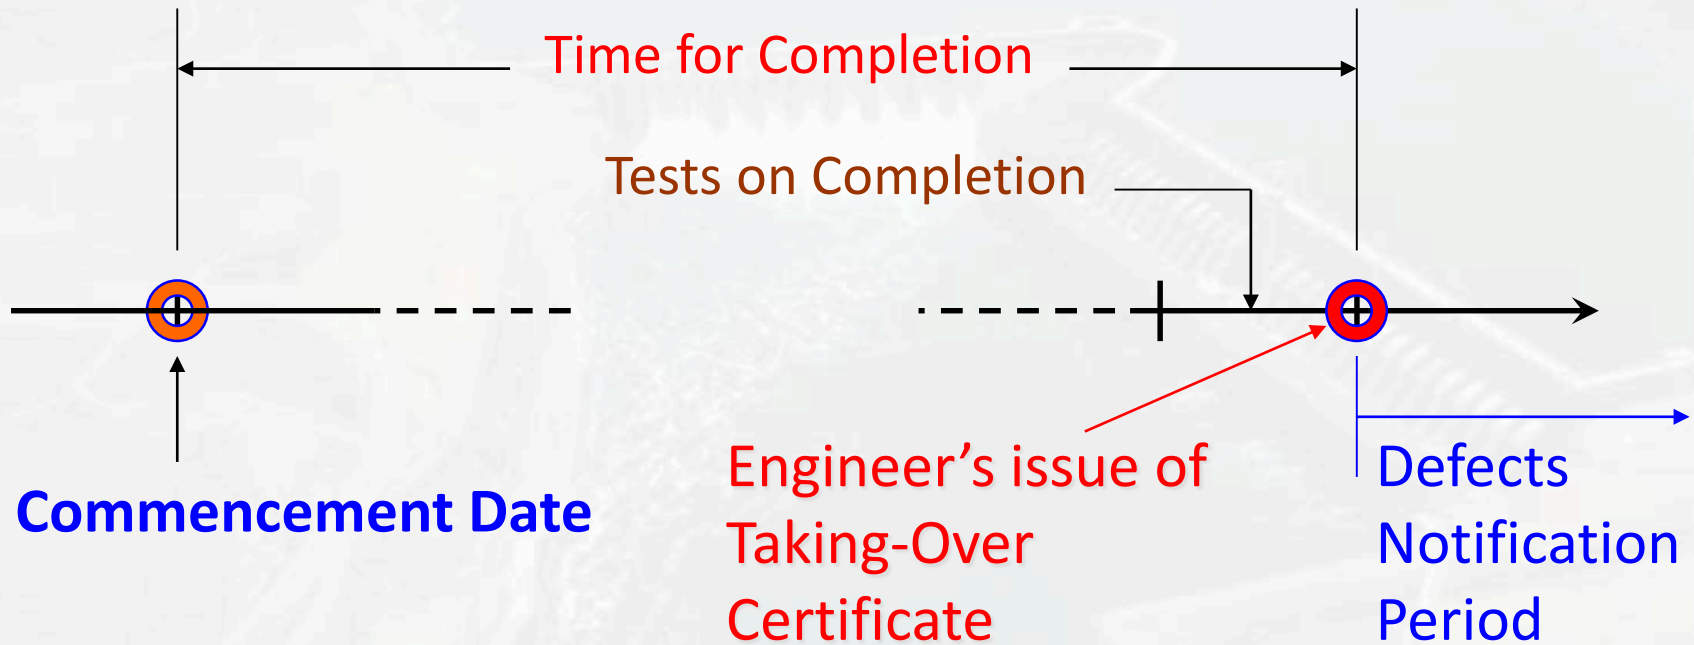 Time for Completion
Tests on Completion
Commencement Date
Engineer’s issue of
Taking-Over
Certificate
Defects
Notification
Period